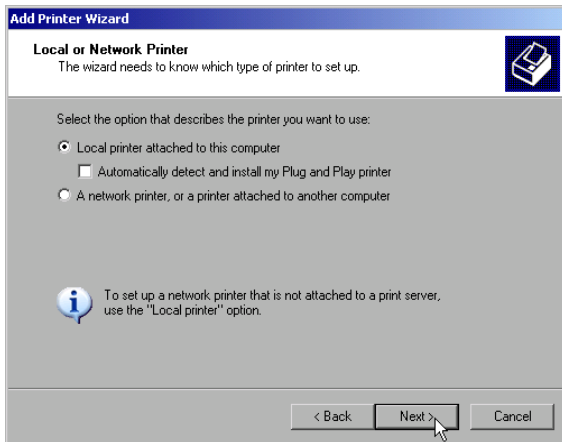 Add Printer Wizard
Local or Network Printer
The wizard needs to know which type of printer to set up.
Select the option that describes the printer you want to use:
Local printer attached to this computer
Automatically detect and install my Plug and Play printer
A network printer, or a printer attached to another computer
To set up a network printer that is not attached to a print server,
use the "Local printer" option.
< Back
Next >
Cancel